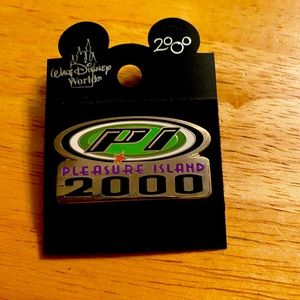 WALT DISNEY
World®
2000
PI
PLEASURE ISLAND
2000